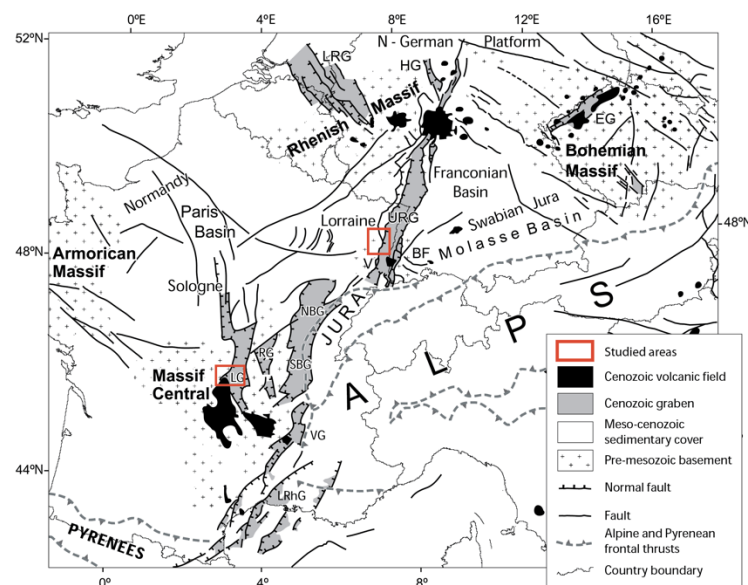 0°E 4°E 8°E 12°E 16°E
52°N
N - German Platform
LRG
HG
Rhenish Massif
EG
Bohemian
Massif
Franconian
Basin
Normandy
Paris
Basin
Lorraine
URG
Swabian Jura
Molasse Basin
48°N
48°N
Armorican
Massif
V
BF
Sologne
JURA
NBG
RG
SBG
LG
Massif
Central
ALPS
VG
44°N
LRhG
PYRENEES
0° 4°E 8°
Studied areas
Cenozoic volcanic field
Cenozoic graben
Meso-cenozoic
sedimentary cover
Pre-mesozoic basement
Normal fault
Fault
Alpine and Pyrenean
frontal thrusts
Country boundary